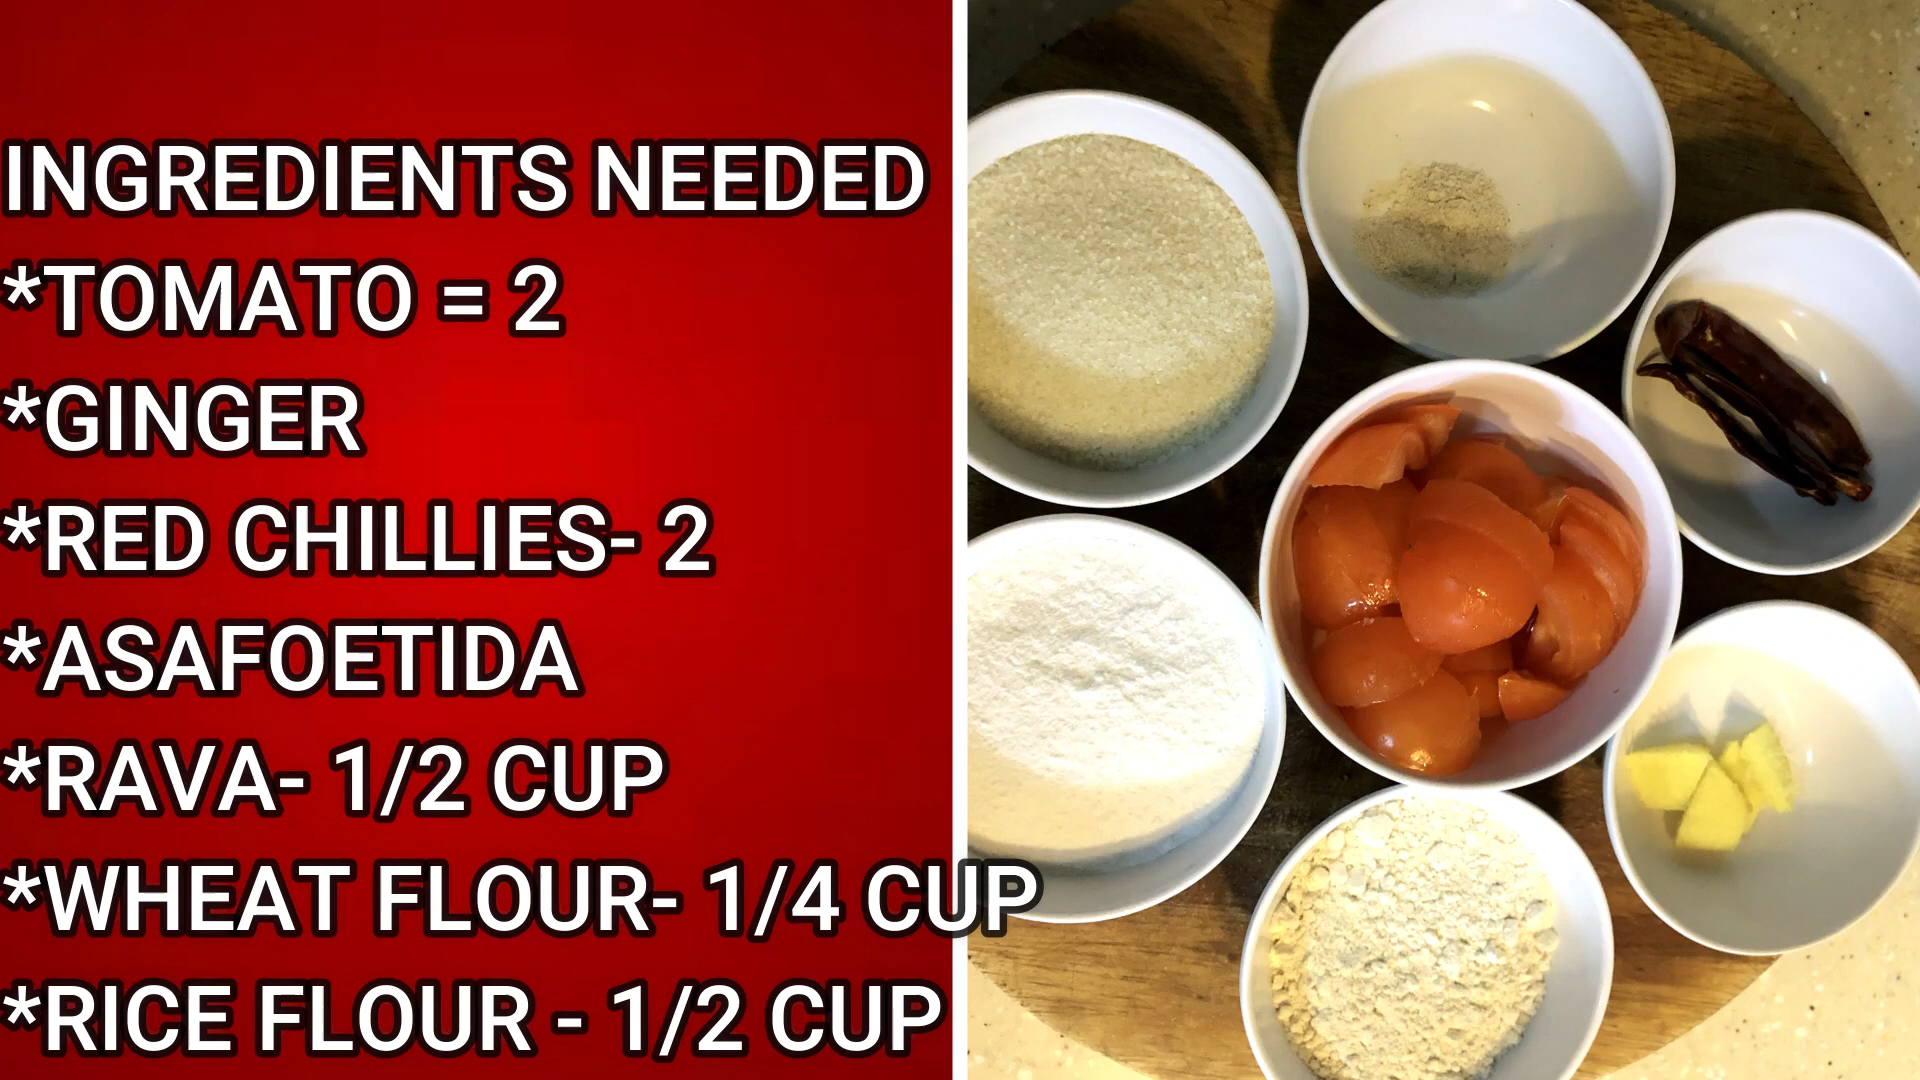 INGREDIENTS NEEDED
*TOMATO = 2
*GINGER
*RED CHILLIES- 2
*ASAFOETIDA
*RAVA- 1/2 CUP
*WHEAT FLOUR- 1/4 CUP
*RICE FLOUR - 1/2 CUP